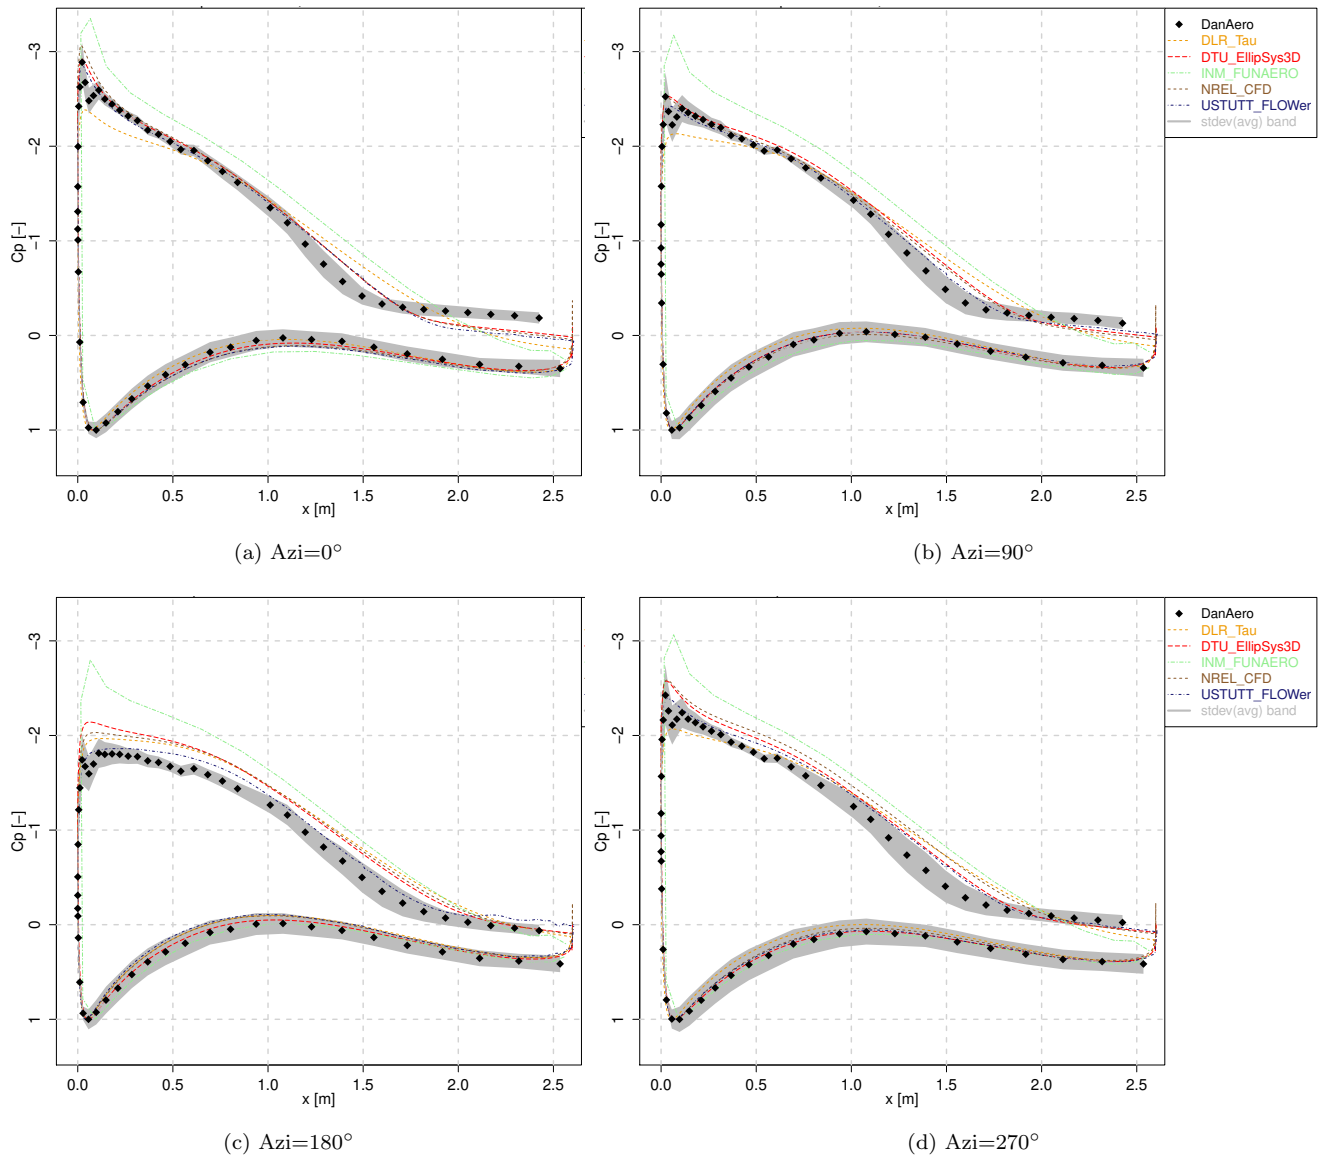 -3
-2
-1
0
1
Cp [−]
0.0 0.5 1.0 1.5 2.0 2.5
x [m]
(a) Azi=0°
-3
-2
-1
0
1
Cp [−]
0.0 0.5 1.0 1.5 2.0 2.5
x [m]
(b) Azi=90°
DanAero
DLR_Tau
DTU_EllipSys3D
INM_FUNAERO
NREL_CFD
USTUTT_FLOWer
stdev(avg) band
-3
-2
-1
0
1
Cp [−]
0.0 0.5 1.0 1.5 2.0 2.5
x [m]
(c) Azi=180°
-3
-2
-1
0
1
Cp [−]
0.0 0.5 1.0 1.5 2.0 2.5
x [m]
(d) Azi=270°
DanAero
DLR_Tau
DTU_EllipSys3D
INM_FUNAERO
NREL_CFD
USTUTT_FLOWer
stdev(avg) band